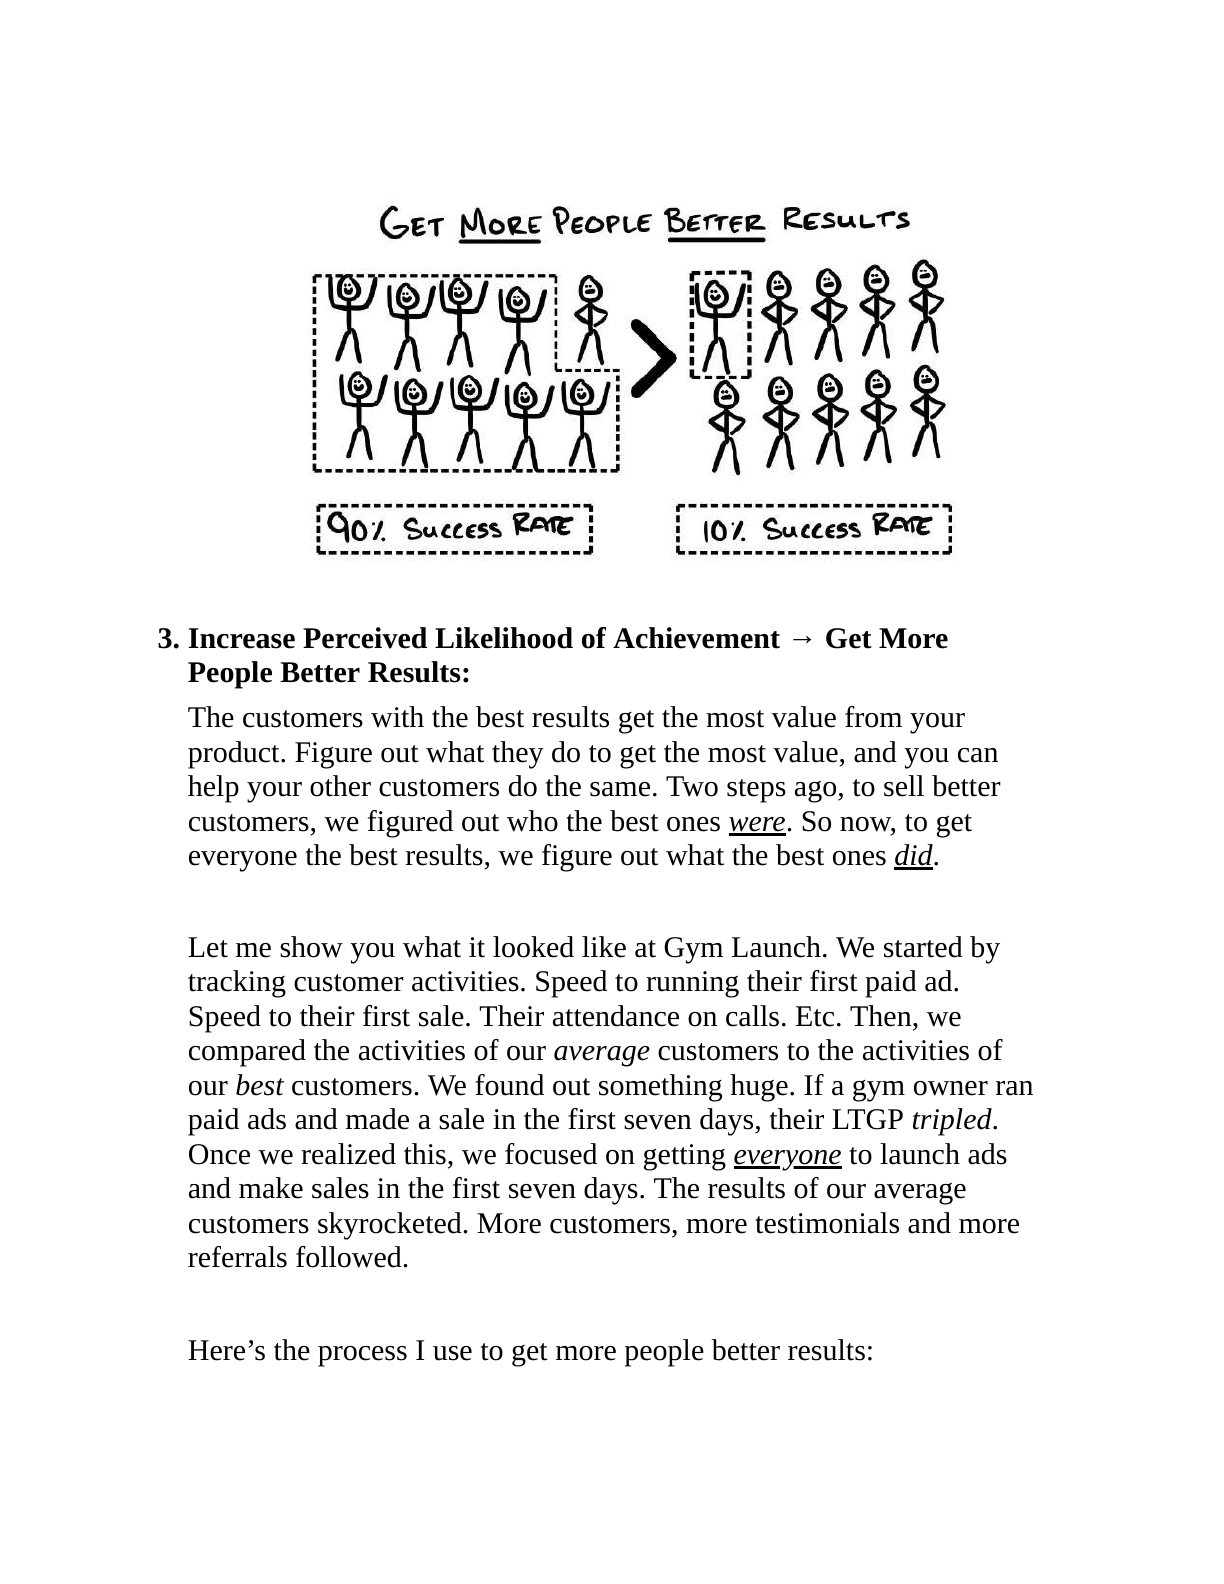 GET MORE PEOPLE BETTER RESULTS
>
90% SUCCESS RATE
10% SUCCESS RATE
3. Increase Perceived Likelihood of Achievement → Get More
People Better Results:
The customers with the best results get the most value from your
product. Figure out what they do to get the most value, and you can
help your other customers do the same. Two steps ago, to sell better
customers, we figured out who the best ones were. So now, to get
everyone the best results, we figure out what the best ones did.
Let me show you what it looked like at Gym Launch. We started by
tracking customer activities. Speed to running their first paid ad.
Speed to their first sale. Their attendance on calls. Etc. Then, we
compared the activities of our average customers to the activities of
our best customers. We found out something huge. If a gym owner ran
paid ads and made a sale in the first seven days, their LTGP tripled.
Once we realized this, we focused on getting everyone to launch ads
and make sales in the first seven days. The results of our average
customers skyrocketed. More customers, more testimonials and more
referrals followed.
Here’s the process I use to get more people better results: